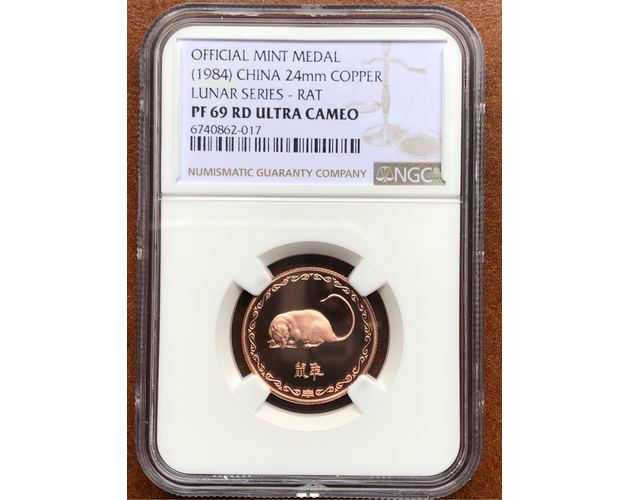 OFFICIAL MINT MEDAL
(1984) CHINA 24mm COPPER
LUNAR SERIES - RAT
PF 69 RD ULTRA CAMEO
6740862-017
NUMISMATIC GUARANTY COMPANY
NGC®
鼠年